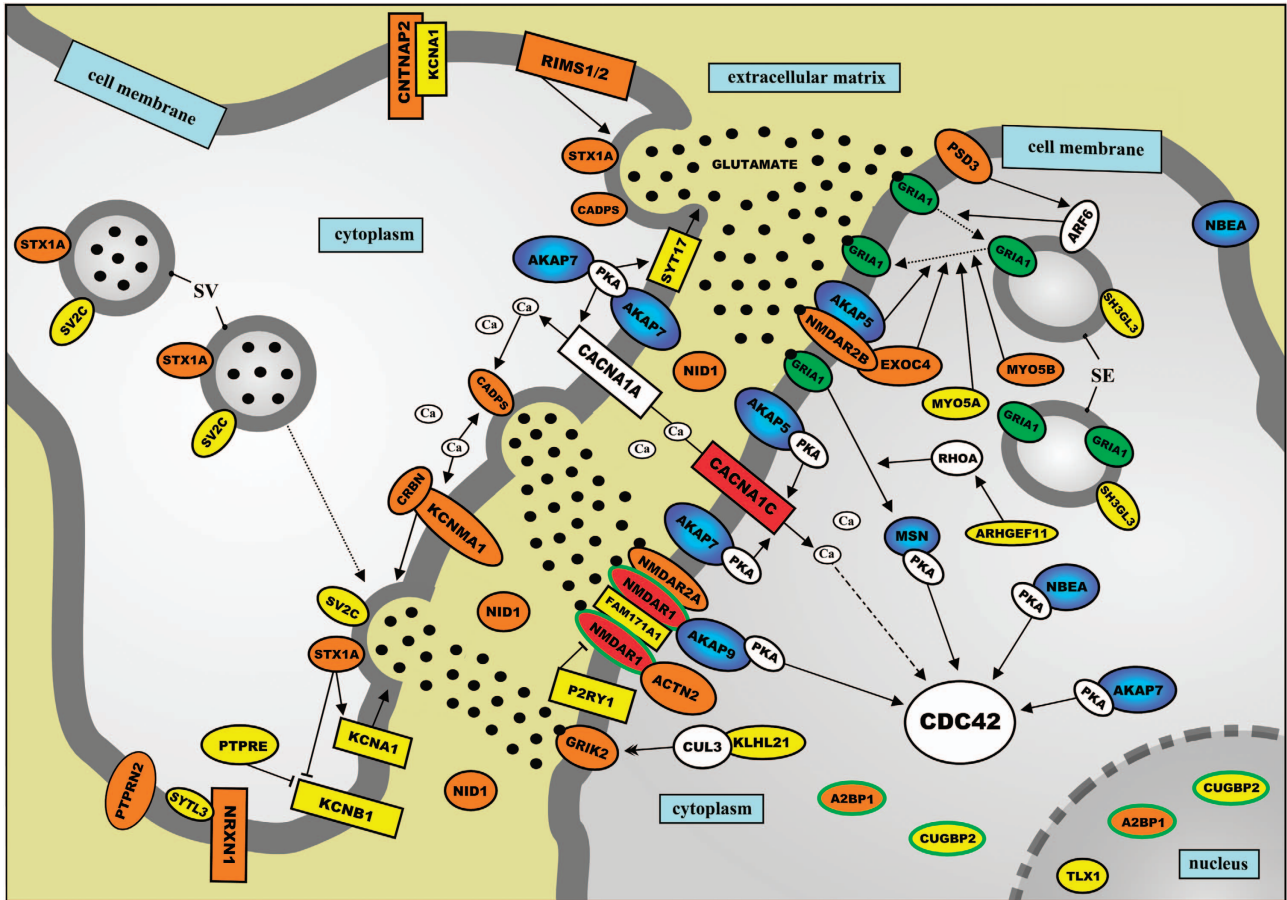 CNTNAP2
KCNA1
RIMS1/2
cell membrane
extracellular matrix
cell membrane
PSD3
STX1A
GLUTAMATE
GRIA1
ARF6
NBEA
CADPS
cytoplasm
STX1A
SV
SV2C
AKAP7
PKA
SYT17
AKAP7
GRIA1
GRIA1
SH3GL3
AKAP5
NMDAR2B
EXOC4
MYO5B
MYO5A
SE
Ca
Ca
CACNA1A
NID1
GRIA1
STX1A
SV2C
CADPS
Ca
Ca
Ca
Ca
AKAP5
PKA
GRIA1
GRIA1
SH3GL3
RHOA
ARHGEF11
CRBN
KCNMA1
CACNA1C
Ca
Ca
MSN
PKA
AKAP7
PKA
NMDAR2A
NMDAR1
FAM171A1
NMDAR1
AKAP9
PKA
ACTN2
P2RY1
NBEA
PKA
SV2C
NID1
STX1A
PTPRE
KCNA1
KCNB1
GRIK2
CUL3
KLHL21
CDC42
PKA
AKAP7
PTPRN2
SYTL3
NRXN1
NID1
cytoplasm
A2BP1
CUGBP2
CUGBP2
A2BP1
TLX1
nucleus